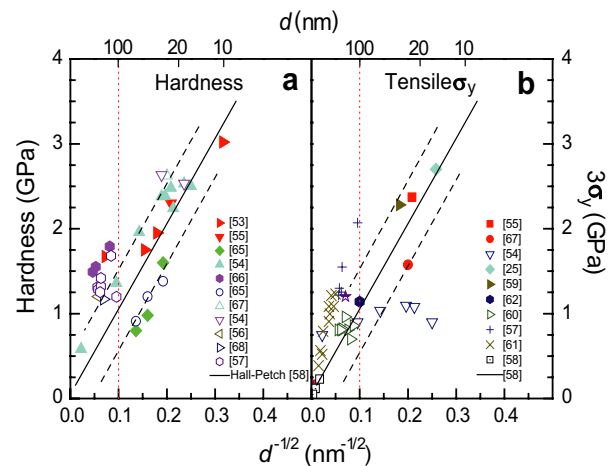 d (nm)
100 20 10
100 20 10
4
3
2
1
0
Hardness (GPa)
Hardness
a
[53]
[55]
[65]
[54]
[66]
[65]
[67]
[54]
[56]
[68]
[57]
Hall-Petch [58]
0.0 0.1 0.2 0.3 0.4
Tensileσy
b
[55]
[67]
[54]
[25]
[59]
[62]
[60]
[57]
[61]
[58]
[58]
0.0 0.1 0.2 0.3 0.4
4
3
2
1
0
3σy (GPa)
d-1/2 (nm-1/2)